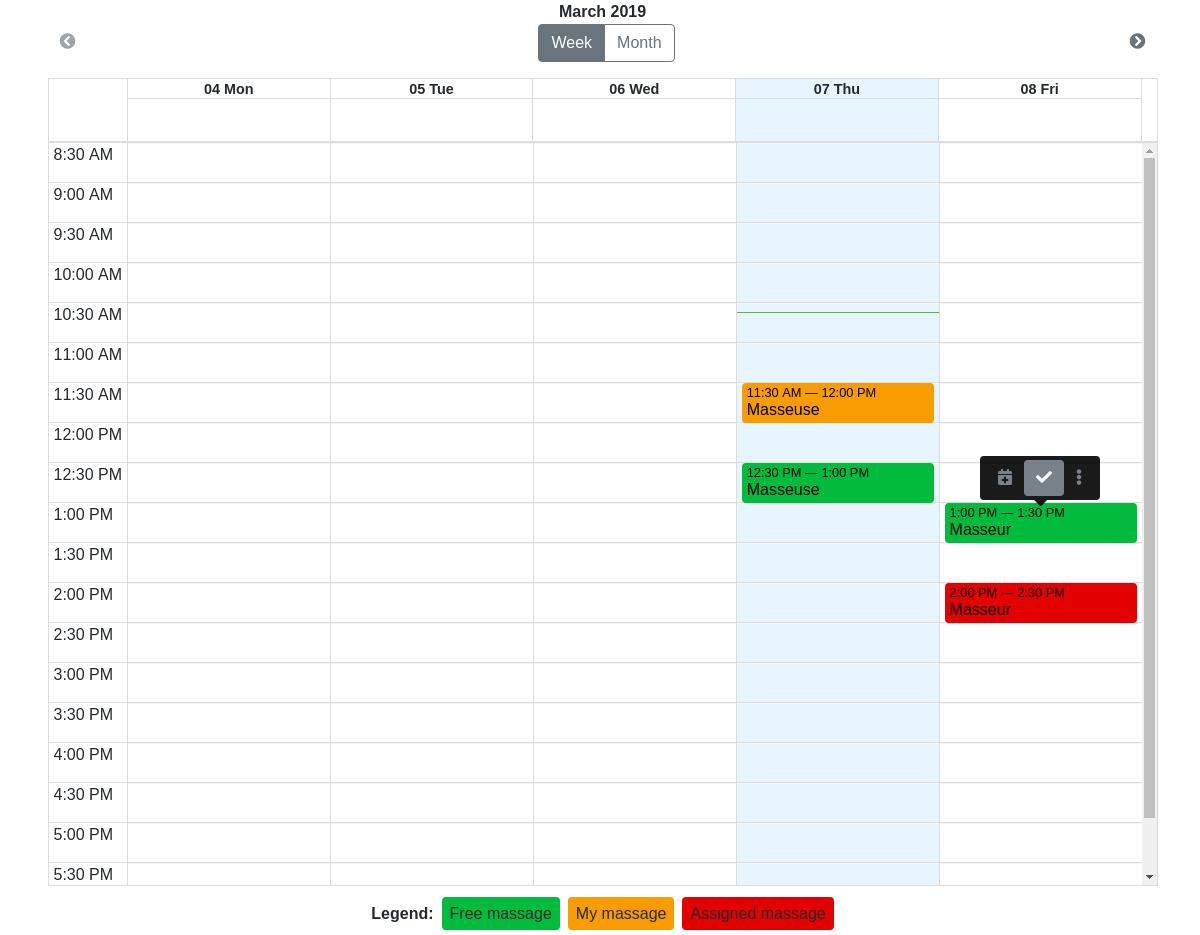 March 2019
Week Month
04 Mon 05 Tue 06 Wed 07 Thu 08 Fri
8:30 AM
9:00 AM
9:30 AM
10:00 AM
10:30 AM
11:00 AM
11:30 AM
11:30 AM — 12:00 PM
Masseuse
12:00 PM
12:30 PM
12:30 PM — 1:00 PM
Masseuse
1:00 PM
1:00 PM — 1:30 PM
Masseur
1:30 PM
2:00 PM
2:00 PM — 2:30 PM
Masseur
2:30 PM
3:00 PM
3:30 PM
4:00 PM
4:30 PM
5:00 PM
5:30 PM
Legend: Free massage My massage Assigned massage